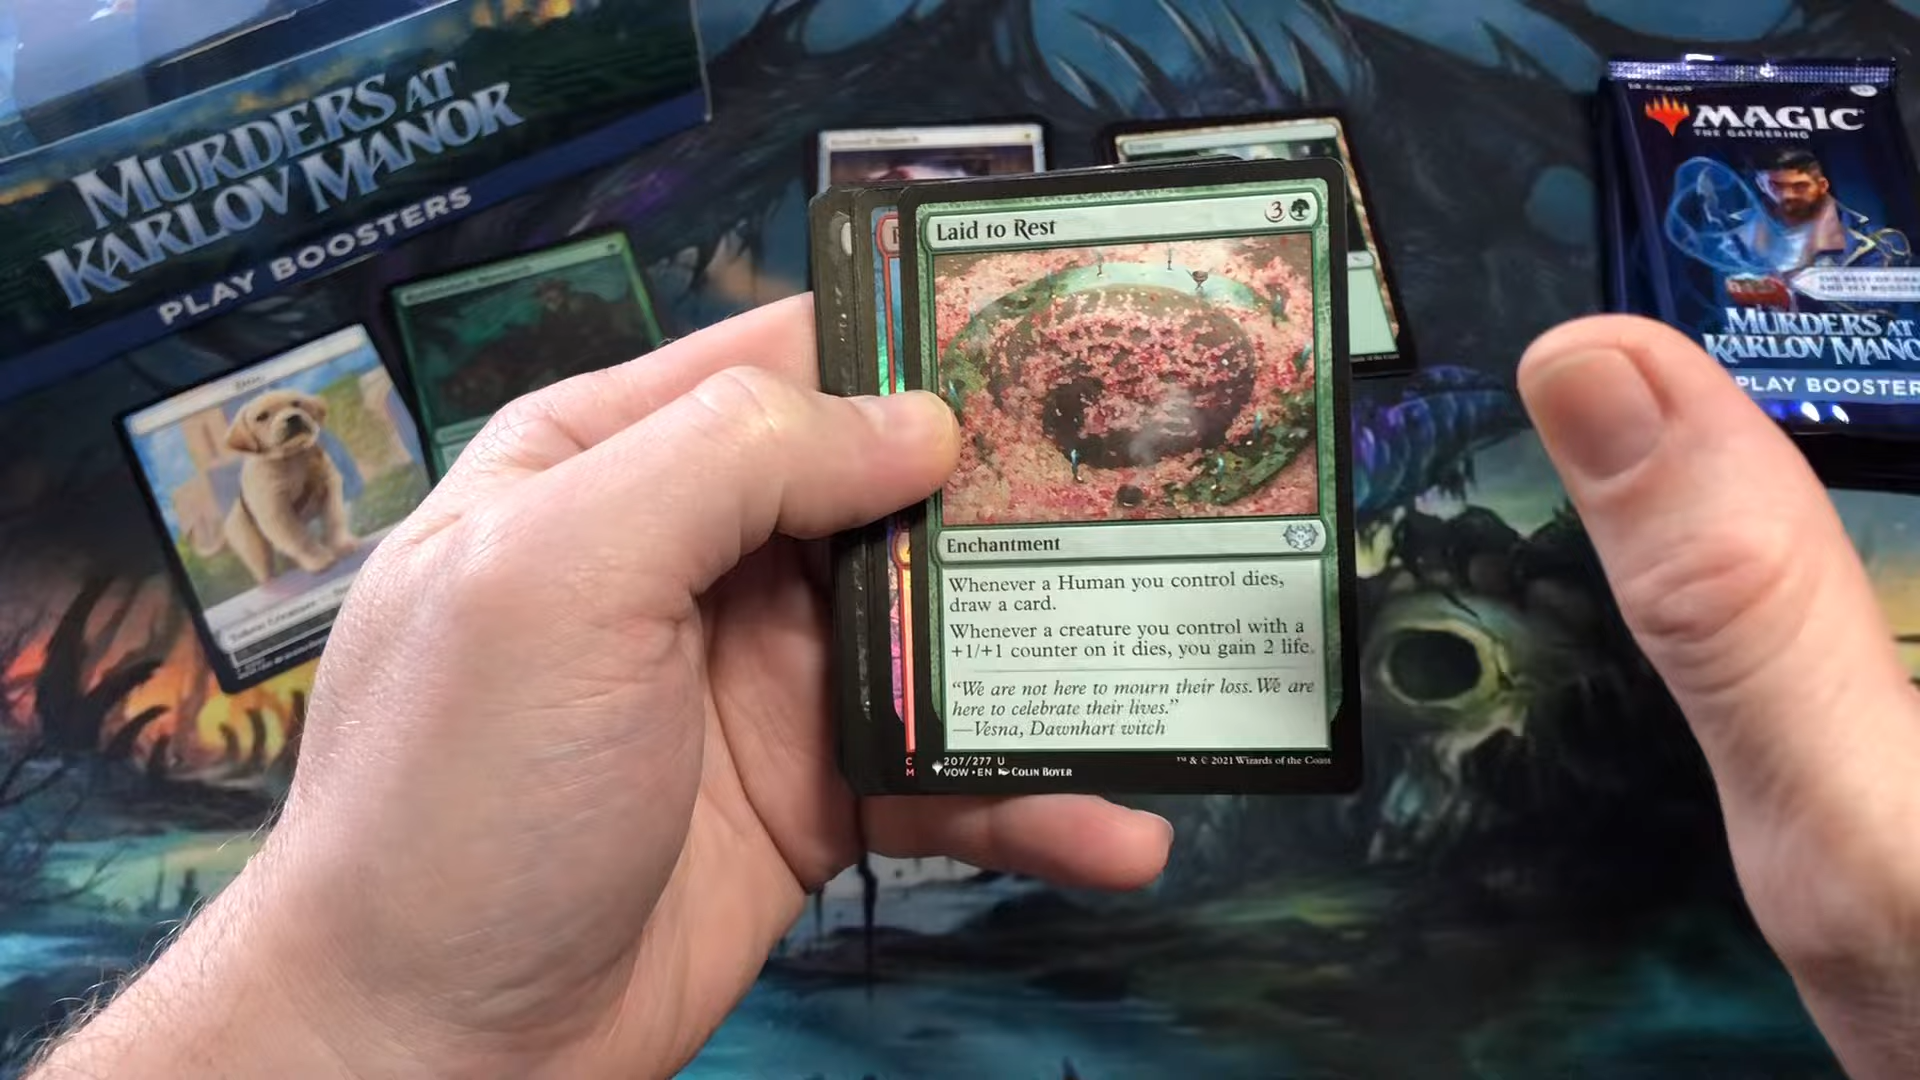 MURDERS AT
KARLOV MANOR
PLAY BOOSTERS
Laid to Rest
3
Enchantment
Whenever a Human you control dies,
draw a card.
Whenever a creature you control with a
+1/+1 counter on it dies, you gain 2 life.
“We are not here to mourn their loss. We are
here to celebrate their lives.”
—Vesna, Dawnhart witch
207/277 U
VOW • EN COLIN BOYER
™ & © 2021 Wizards of the Coast
C
M
MAGIC
THE GATHERING
MURDERS AT
KARLOV MANO
PLAY BOOSTER